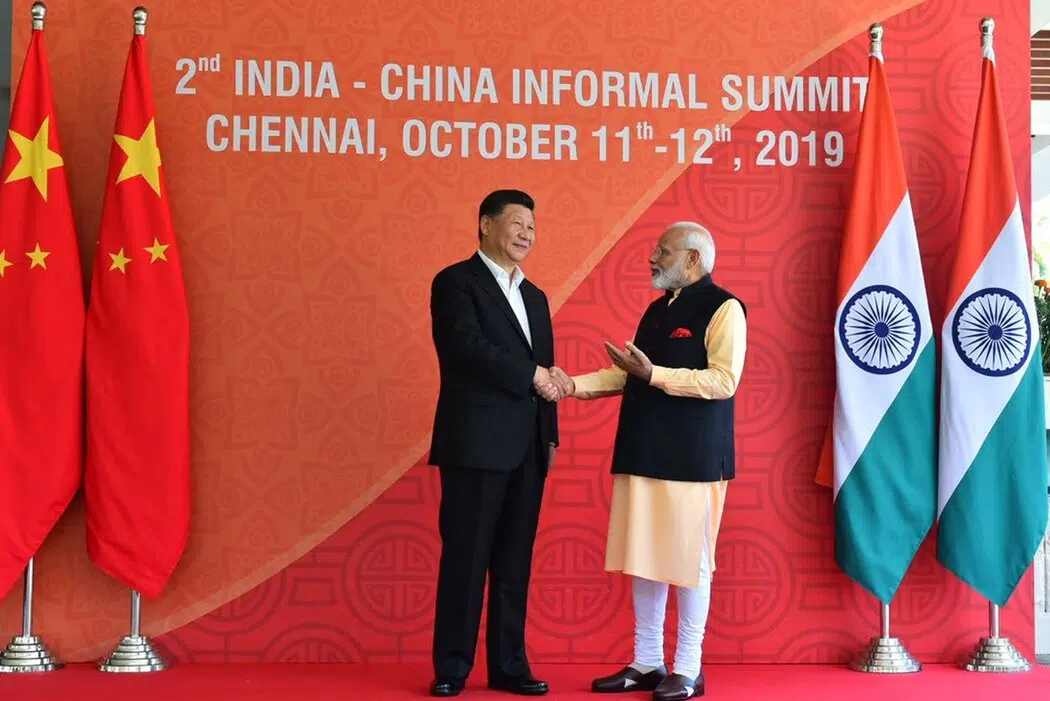 2nd INDIA - CHINA INFORMAL SUMMIT
CHENNAI, OCTOBER 11th-12th, 2019